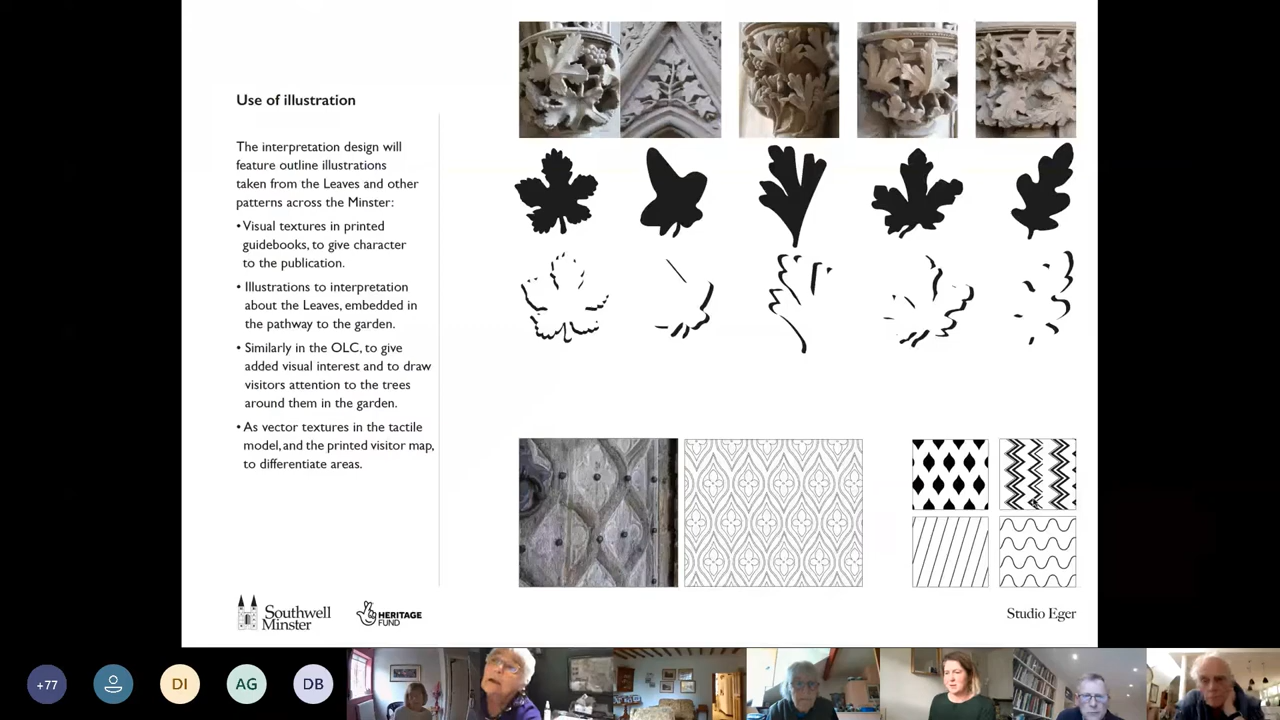 Use of illustration
The interpretation design will
feature outline illustrations
taken from the Leaves and other
patterns across the Minster:
• Visual textures in printed
guidebooks, to give character
to the publication.
• Illustrations to interpretation
about the Leaves, embedded in
the pathway to the garden.
• Similarly in the OLC, to give
added visual interest and to draw
visitors attention to the trees
around them in the garden.
• As vector textures in the tactile
model, and the printed visitor map,
to differentiate areas.
Southwell
Minster
HERITAGE
FUND
Studio Eger
+77
DI
AG
DB